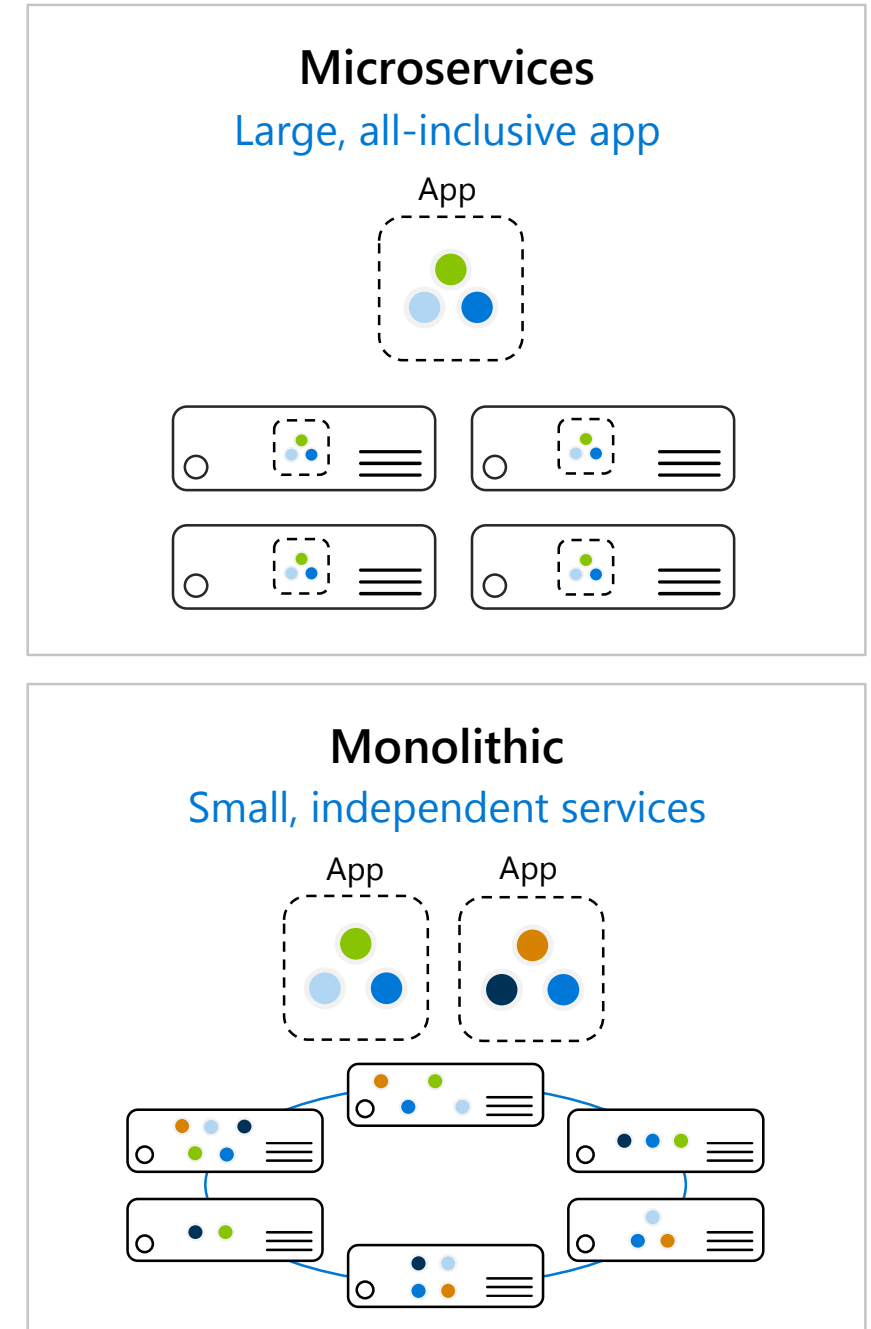 Microservices
Large, all-inclusive app
App
Monolithic
Small, independent services
App App